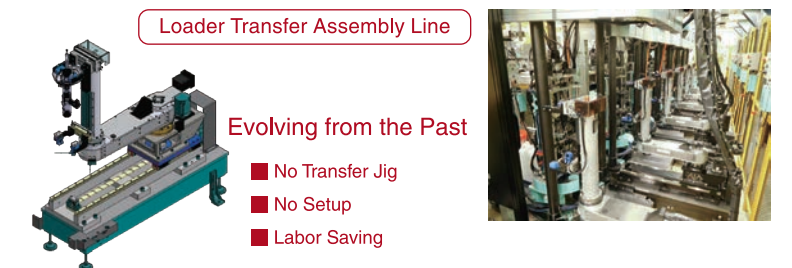 Loader Transfer Assembly Line
Evolving from the Past
No Transfer Jig
No Setup
Labor Saving